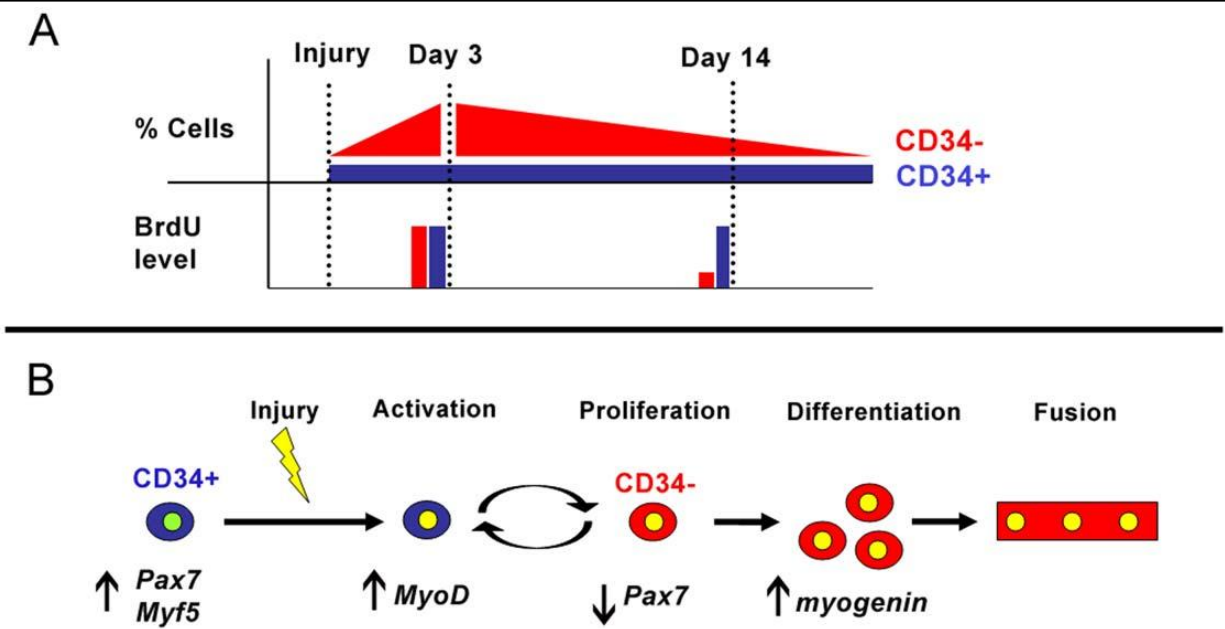 A
Injury Day 3 Day 14
% Cells
CD34-
CD34+
BrdU
level
B
Injury Activation Proliferation Differentiation Fusion
CD34+ CD34-
Pax7
Myf5
MyoD
Pax7
myogenin